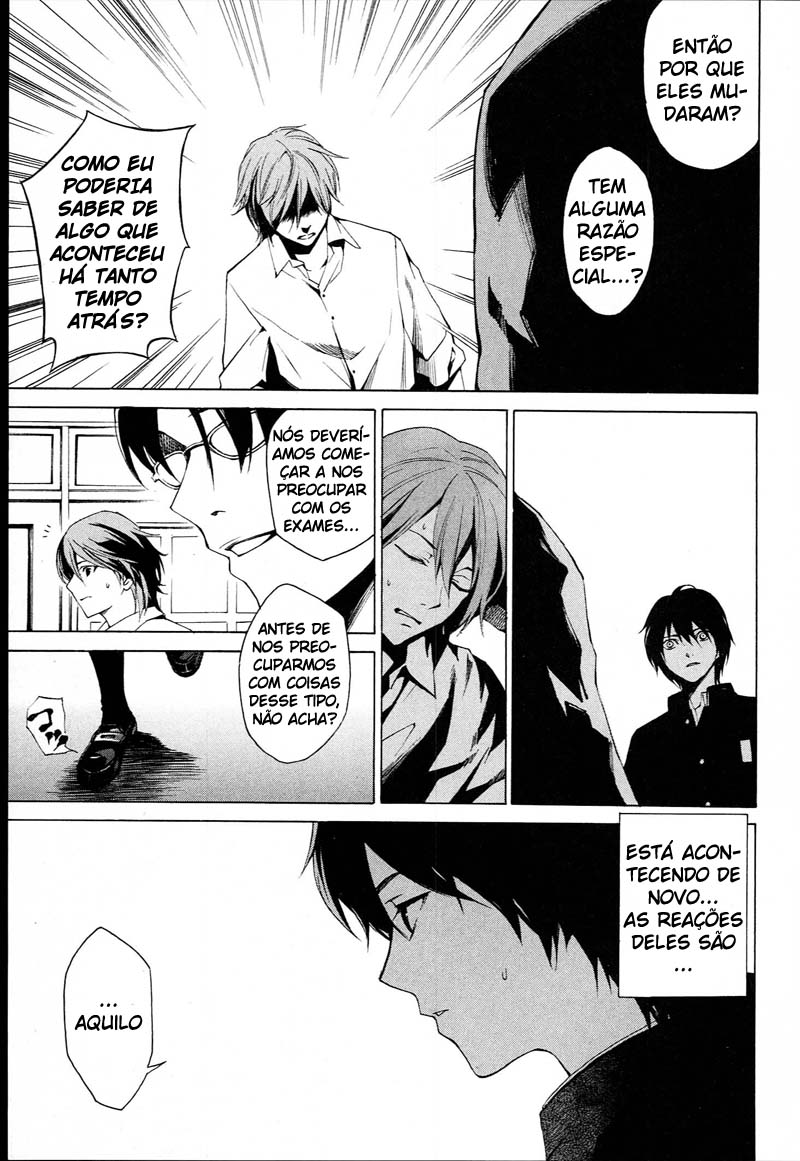 ENTÃO
POR QUE
ELES MU-
DARAM?
TEM
ALGUMA
RAZÃO
ESPE-
CIAL...?
COMO EU
PODERIA
SABER DE
ALGO QUE
ACONTECEU
HÁ TANTO
TEMPO
ATRÁS?
NÓS DEVERÍ-
AMOS COME-
ÇAR A NOS
PREOCUPAR
COM OS
EXAMES...
ANTES DE
NOS PREO-
CUPARMOS
COM COISAS
DESSE TIPO,
NÃO ACHA?
ESTÁ ACON-
TECENDO DE
NOVO...
AS REAÇÕES
DELES SÃO
...
...
AQUILO